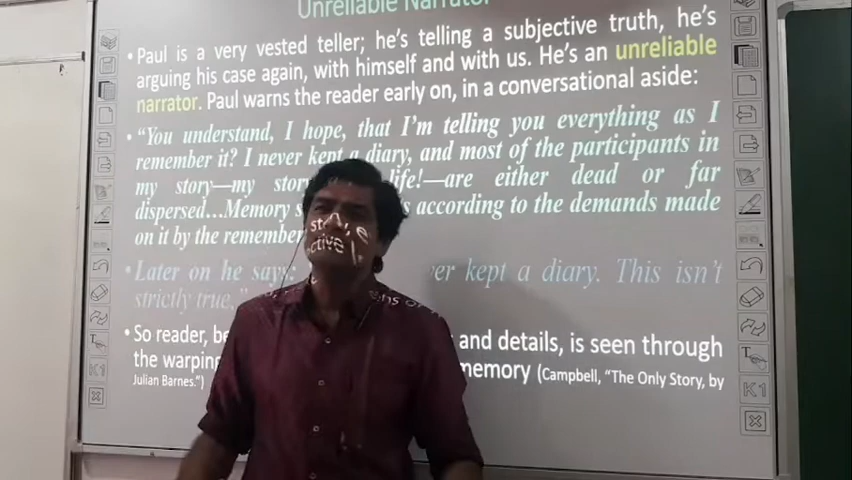 Unreliable Narrator
• Paul is a very vested teller; he's telling a subjective truth, he's
arguing his case again, with himself and with us. He's an unreliable
narrator. Paul warns the reader early on, in a conversational aside:
• "You understand, I hope, that I'm telling you everything as I
remember it? I never kept a diary, and most of the participants in
my story—my stor life!—are either dead or far
dispersed...Memory s s according to the demands made
on it by the remember
• Later on he says: ver kept a diary. This isn't
strictly true,"
• So reader, be and details, is seen through
the warpin memory (Campbell, "The Only Story, by
Julian Barnes.")
K1 K1